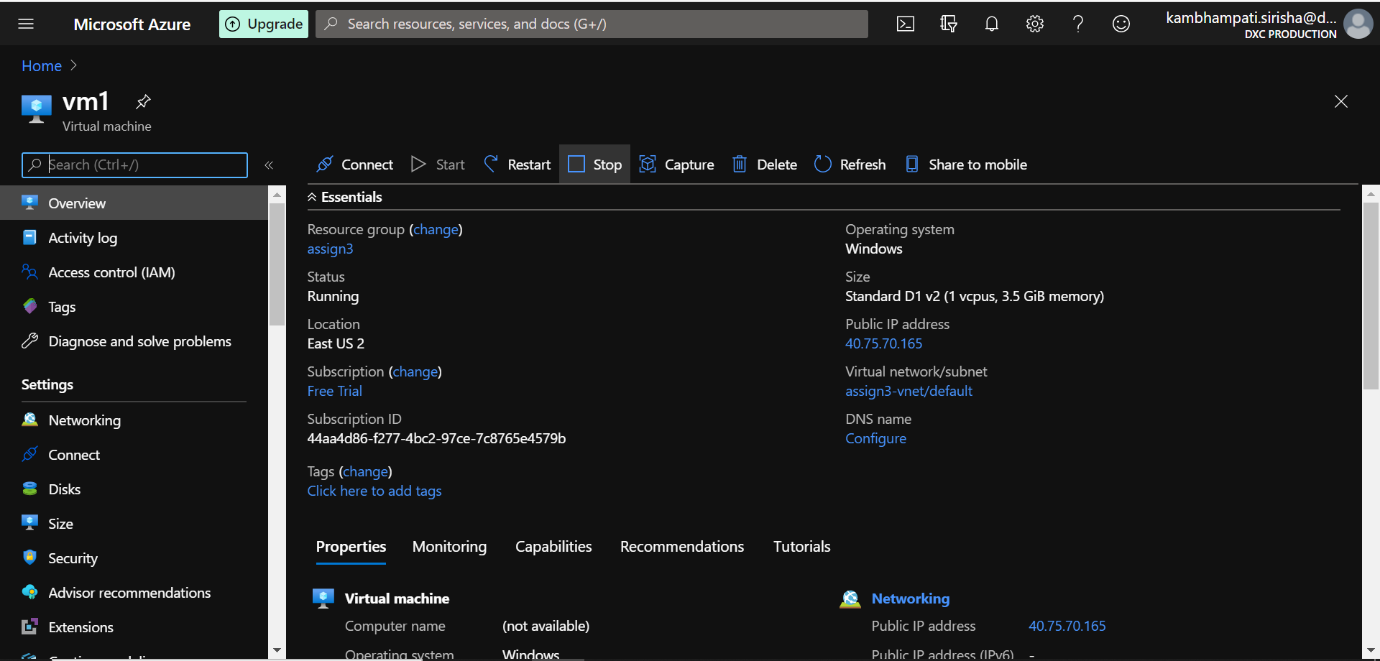 Microsoft Azure
Upgrade
Search resources, services, and docs (G+/)
kambhampati.sirisha@d...
DXC PRODUCTION
Home
vm1
Virtual machine
Search (Ctrl+/)
Connect Start Restart Stop Capture Delete Refresh Share to mobile
Overview
Activity log
Access control (IAM)
Tags
Diagnose and solve problems
Settings
Networking
Connect
Disks
Size
Security
Advisor recommendations
Extensions
Essentials
Resource group (change)
assign3
Status
Running
Location
East US 2
Subscription (change)
Free Trial
Subscription ID
44aa4d86-f277-4bc2-97ce-7c8765e4579b
Tags (change)
Click here to add tags
Operating system
Windows
Size
Standard D1 v2 (1 vcpus, 3.5 GiB memory)
Public IP address
40.75.70.165
Virtual network/subnet
assign3-vnet/default
DNS name
Configure
Properties Monitoring Capabilities Recommendations Tutorials
Virtual machine
Computer name (not available)
Operating system Windows
Networking
Public IP address 40.75.70.165
Public IP address (IPv6) -